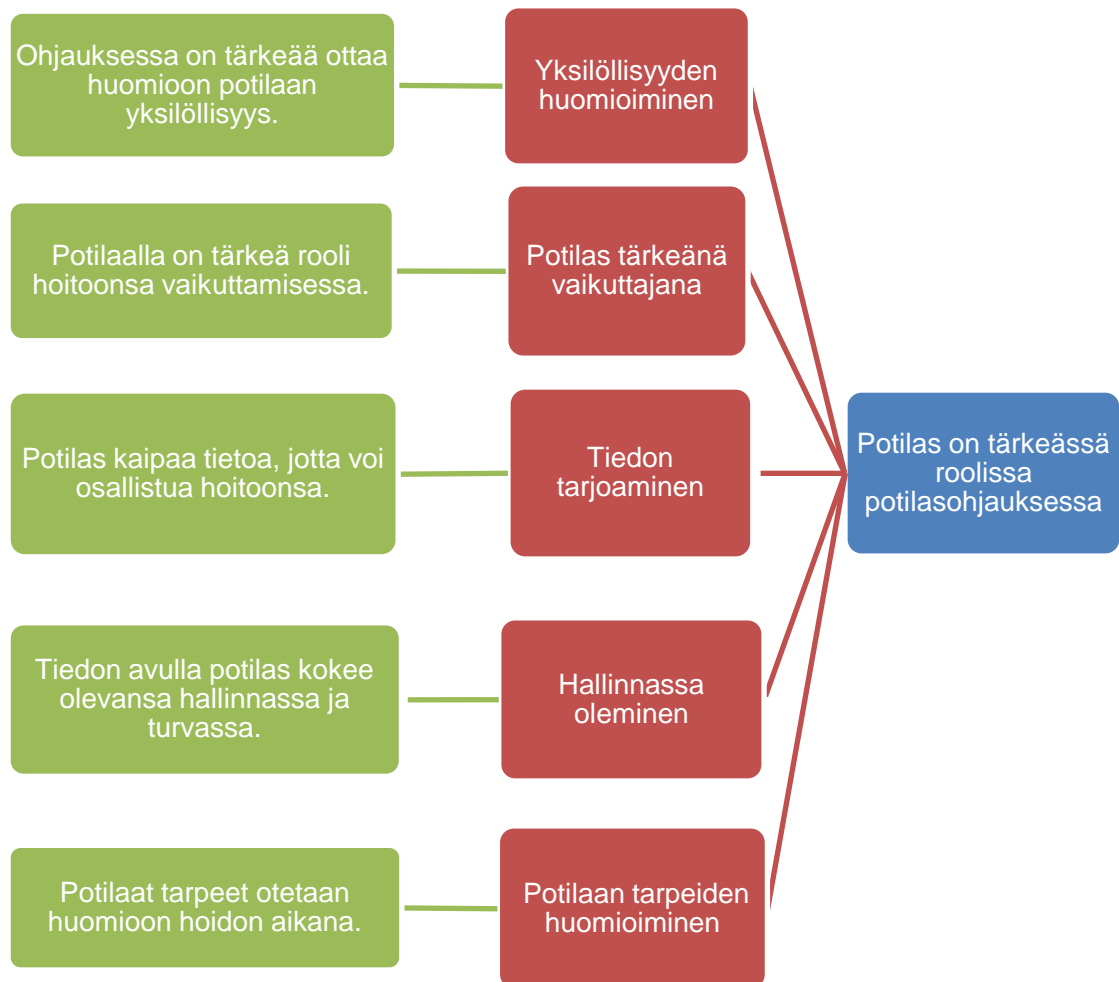 Ohjauksessa on tärkeää ottaa
huomioon potilaan
yksilöllisyys.
Yksilöllisyyden
huomioiminen
Potilaalla on tärkeä rooli
hoitoonsa vaikuttamisessa.
Potilas tärkeänä
vaikuttajana
Potilas kaipaa tietoa, jotta voi
osallistua hoitoonsa.
Tiedon
tarjoaminen
Potilas on tärkeässä
roolissa
potilasohjauksessa
Tiedon avulla potilas kokee
olevansa hallinnassa ja
turvassa.
Hallinnassa
oleminen
Potilaat tarpeet otetaan
huomioon hoidon aikana.
Potilaan tarpeiden
huomioiminen